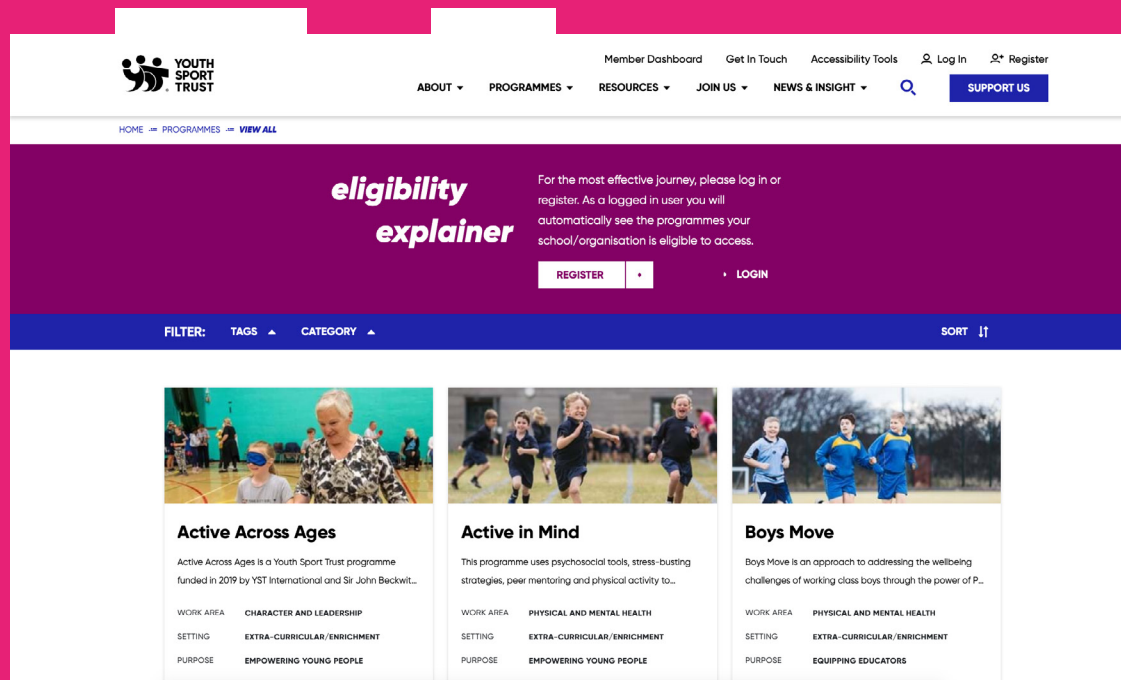 YOUTH
SPORT
TRUST
Member Dashboard Get In Touch Accessibility Tools Log In Register
ABOUT PROGRAMMES RESOURCES JOIN US NEWS & INSIGHT SUPPORT US
HOME PROGRAMMES VIEW ALL
eligibility
explainer
For the most effective journey, please log in or
register. As a logged in user you will
automatically see the programmes your
school/organisation is eligible to access.
REGISTER LOGIN
FILTER: TAGS CATEGORY SORT
Active Across Ages
Active Across Ages is a Youth Sport Trust programme
funded in 2019 by YST International and Sir John Beckwit...
WORK AREA CHARACTER AND LEADERSHIP
SETTING EXTRA-CURRICULAR/ENRICHMENT
PURPOSE EMPOWERING YOUNG PEOPLE
Active in Mind
This programme uses psychosocial tools, stress-busting
strategies, peer mentoring and physical activity to...
WORK AREA PHYSICAL AND MENTAL HEALTH
SETTING EXTRA-CURRICULAR/ENRICHMENT
PURPOSE EMPOWERING YOUNG PEOPLE
Boys Move
Boys Move is an approach to addressing the wellbeing
challenges of working class boys through the power of P...
WORK AREA PHYSICAL AND MENTAL HEALTH
SETTING EXTRA-CURRICULAR/ENRICHMENT
PURPOSE EQUIPPING EDUCATORS